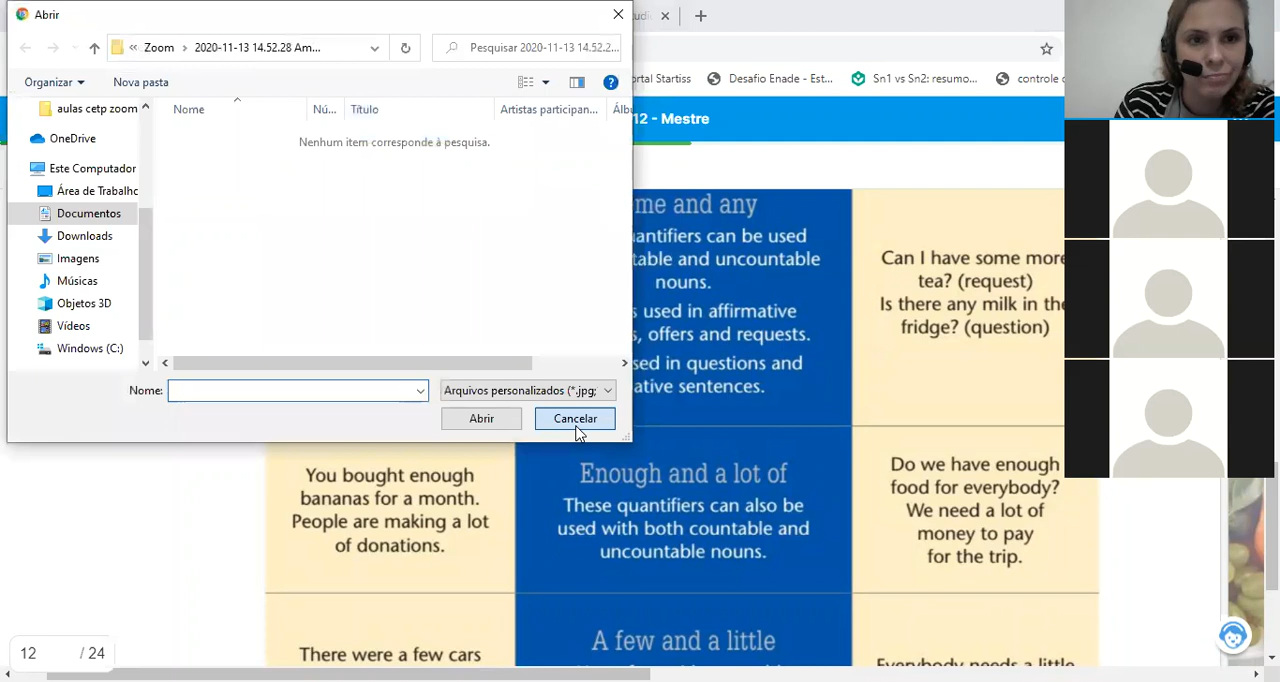 Abrir
Zoom
2020-11-13 14.52.28 Am...
Pesquisar 2020-11-13 14.52.2...
Organizar
Nova pasta
rtal Startiss
Desafio Enade - Est...
Sn1 vs Sn2: resumo...
controle d
aulas cetp zoom
Nome
Nú...
Título
Artistas participan...
Álbu
12 - Mestre
OneDrive
Nenhum item corresponde à pesquisa.
Este Computador
Área de Trabalho
Documentos
Downloads
Imagens
Músicas
Objetos 3D
Vídeos
Windows (C:)
Nome:
Arquivos personalizados (*.jpg;
Abrir
Cancelar
me and any
antifiers can be used
table and uncountable
nouns.
s used in affirmative
s, offers and requests.
sed in questions and
ative sentences.
Can I have some more
tea? (request)
Is there any milk in the
fridge? (question)
You bought enough
bananas for a month.
People are making a lot
of donations.
Enough and a lot of
These quantifiers can also be
used with both countable and
uncountable nouns.
Do we have enough
food for everybody?
We need a lot of
money to pay
for the trip.
There were a few cars
A few and a little
Everybody needs a little
12 / 24